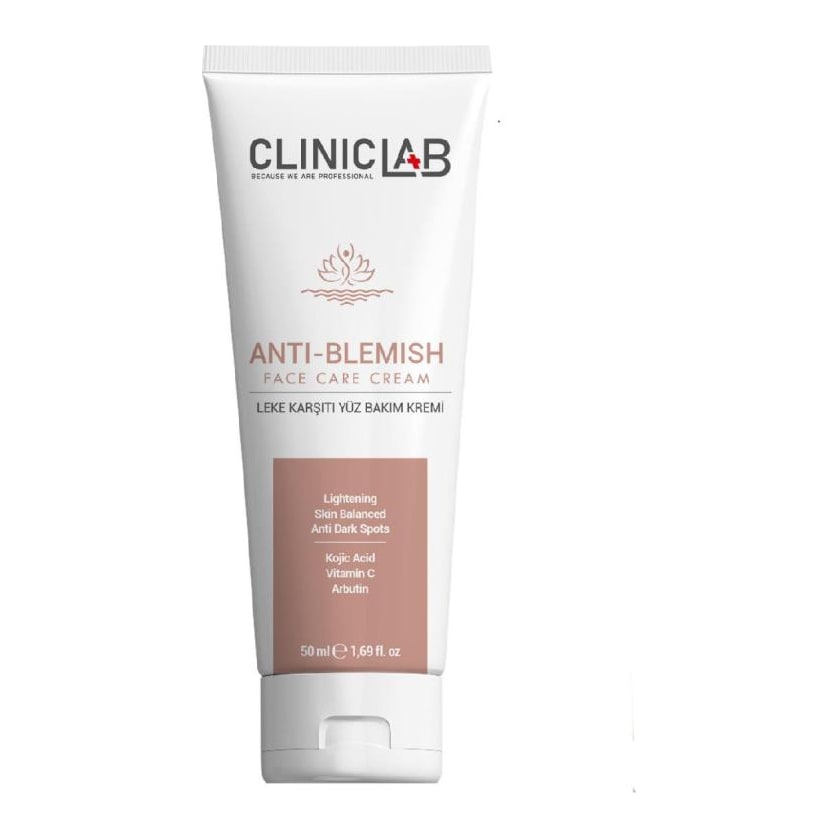 CLINICLAB
BECAUSE WE ARE PROFESSIONAL
ANTI-BLEMISH
FACE CARE CREAM
LEKE KARŞITI YÜZ BAKIM KREMİ
Lightening
Skin Balanced
Anti Dark Spots
Kojic Acid
Vitamin C
Arbutin
50 ml ℮ 1,69 fl. oz